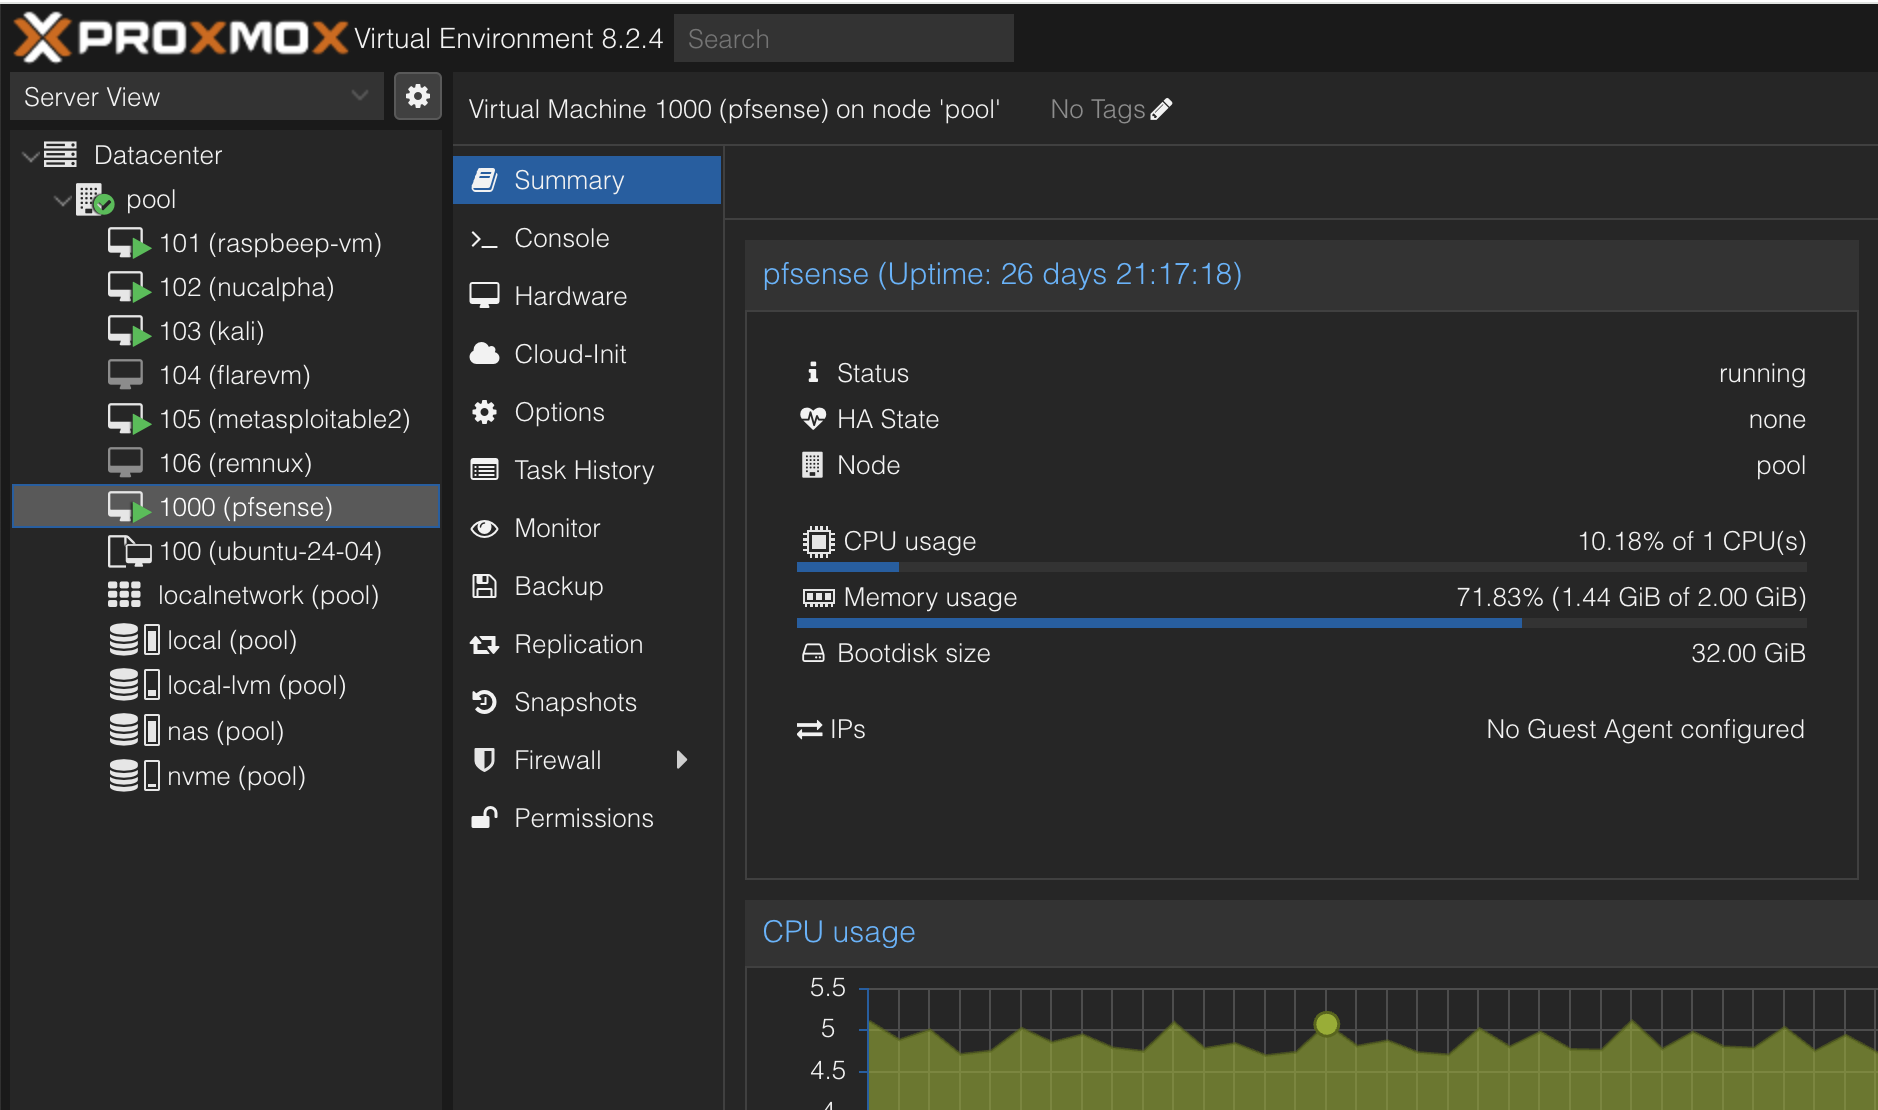 PROXMOX Virtual Environment 8.2.4 Search
Server View
Datacenter
pool
101 (raspbeep-vm)
102 (nucalpha)
103 (kali)
104 (flarevm)
105 (metasploitable2)
106 (remnux)
1000 (pfsense)
100 (ubuntu-24-04)
localnetwork (pool)
local (pool)
local-lvm (pool)
nas (pool)
nvme (pool)
Virtual Machine 1000 (pfsense) on node 'pool' No Tags
Summary
Console
Hardware
Cloud-Init
Options
Task History
Monitor
Backup
Replication
Snapshots
Firewall
Permissions
pfsense (Uptime: 26 days 21:17:18)
Status running
HA State none
Node pool
CPU usage 10.18% of 1 CPU(s)
Memory usage 71.83% (1.44 GiB of 2.00 GiB)
Bootdisk size 32.00 GiB
IPs No Guest Agent configured
CPU usage
5.5
5
4.5
4